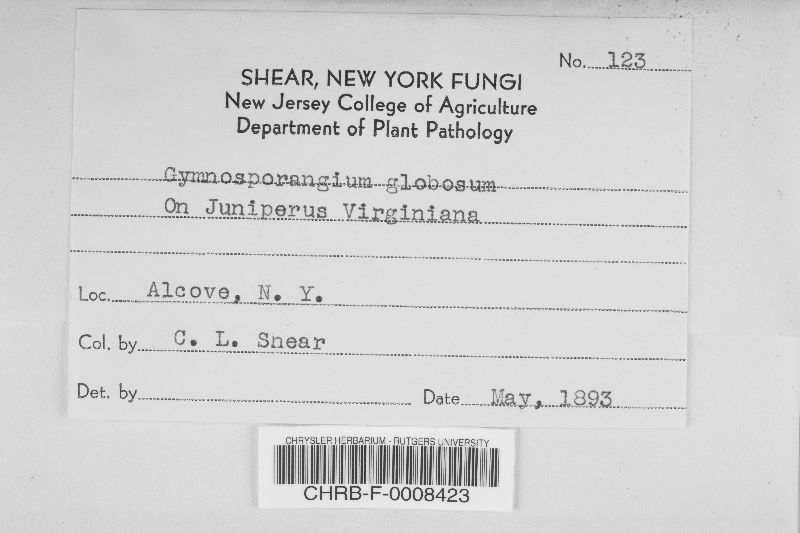 No. 123
SHEAR, NEW YORK FUNGI
New Jersey College of Agriculture
Department of Plant Pathology
Gymnosporangium globosum
On Juniperus Virginiana
Loc. Alcove, N. Y.
Col. by C. L. Shear
Det. by
Date May, 1893
CHRYSLER HERBARIUM - RUTGERS UNIVERSITY
CHRB-F-0008423